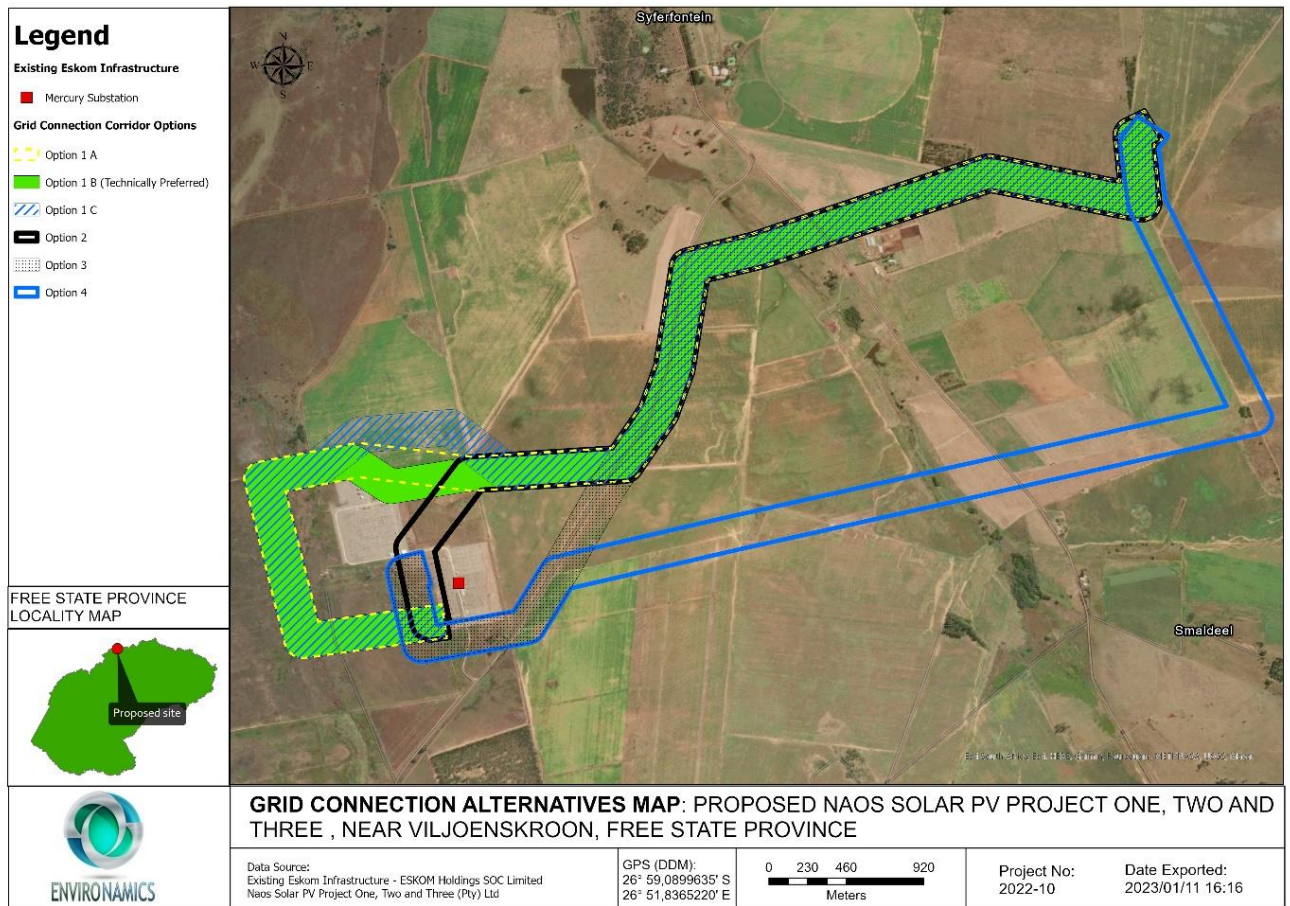 Legend
Existing Eskom Infrastructure
Mercury Substation
Grid Connection Corridor Options
Option 1 A
Option 1 B (Technically Preferred)
Option 1 C
Option 2
Option 3
Option 4
FREE STATE PROVINCE
LOCALITY MAP
Proposed site
ENVIRONAMICS
N
W E
S
Syferfontein
Smaldeel
GRID CONNECTION ALTERNATIVES MAP: PROPOSED NAOS SOLAR PV PROJECT ONE, TWO AND
THREE , NEAR VILJOENSKROON, FREE STATE PROVINCE
Data Source:
Existing Eskom Infrastructure - ESKOM Holdings SOC Limited
Naos Solar PV Project One, Two and Three (Pty) Ltd
GPS (DDM):
26° 59,0899635' S
26° 51,8365220' E
0 230 460 920
Meters
Project No:
2022-10
Date Exported:
2023/01/11 16:16